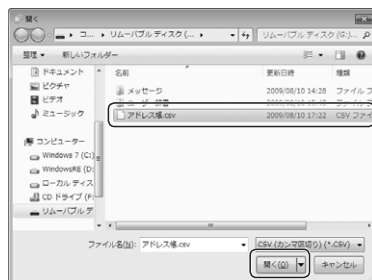 開く
コ... ▸ リムーバブル ディスク (... ▸
リムーバブル ディスク (G:)...
整理 ▾ 新しいフォルダー
ドキュメント
ピクチャ
ビデオ
ミュージック
コンピューター
Windows 7 (C:)
WindowsRE (D:
ローカル ディス
CD ドライブ (F:
リムーバブル デ
名前 更新日時 種類
メッセージ 2009/08/10 14:28 ファイル フ
アドレス帳.csv 2009/08/10 17:22 CSV ファイ
ファイル名(N): アドレス帳.csv
CSV (カンマ区切り) (*.CSV)
開く(O) キャンセル